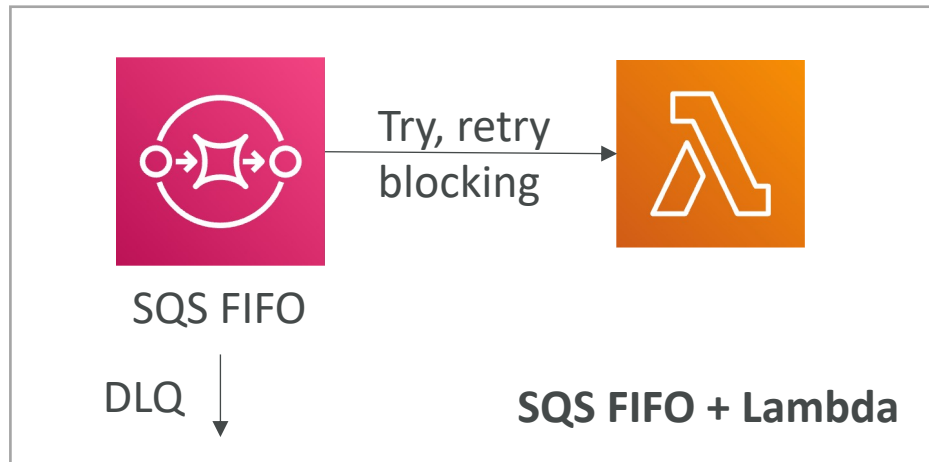 Try, retry
blocking
SQS FIFO
DLQ
SQS FIFO + Lambda